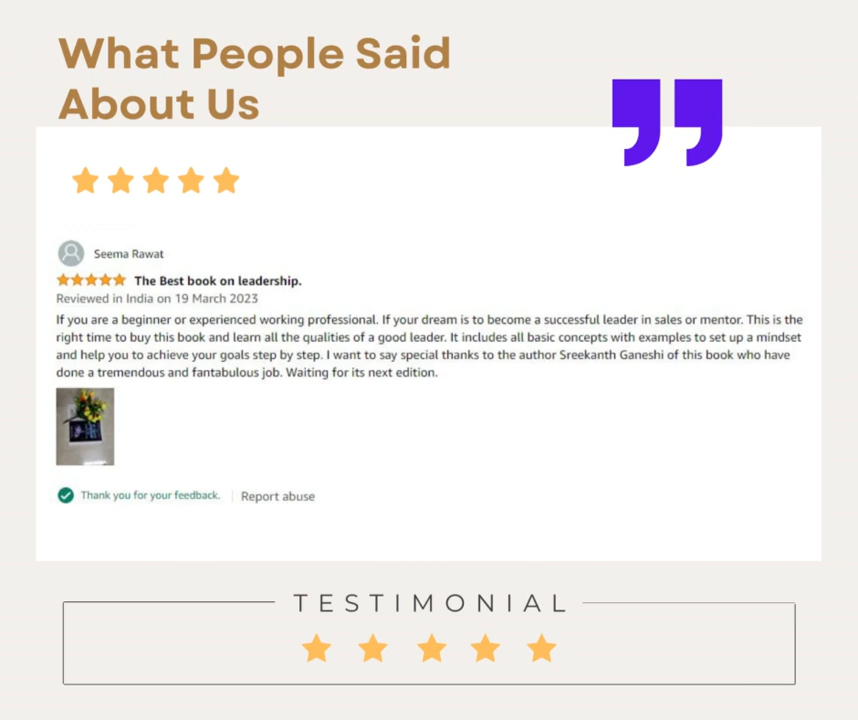 What People Said
About Us
Seema Rawat
The Best book on leadership.
Reviewed in India on 19 March 2023
If you are a beginner or experienced working professional. If your dream is to become a successful leader in sales or mentor. This is the
right time to buy this book and learn all the qualities of a good leader. It includes all basic concepts with examples to set up a mindset
and help you to achieve your goals step by step. I want to say special thanks to the author Sreekanth Ganeshi of this book who have
done a tremendous and fantabulous job. Waiting for its next edition.
Thank you for your feedback. | Report abuse
TESTIMONIAL